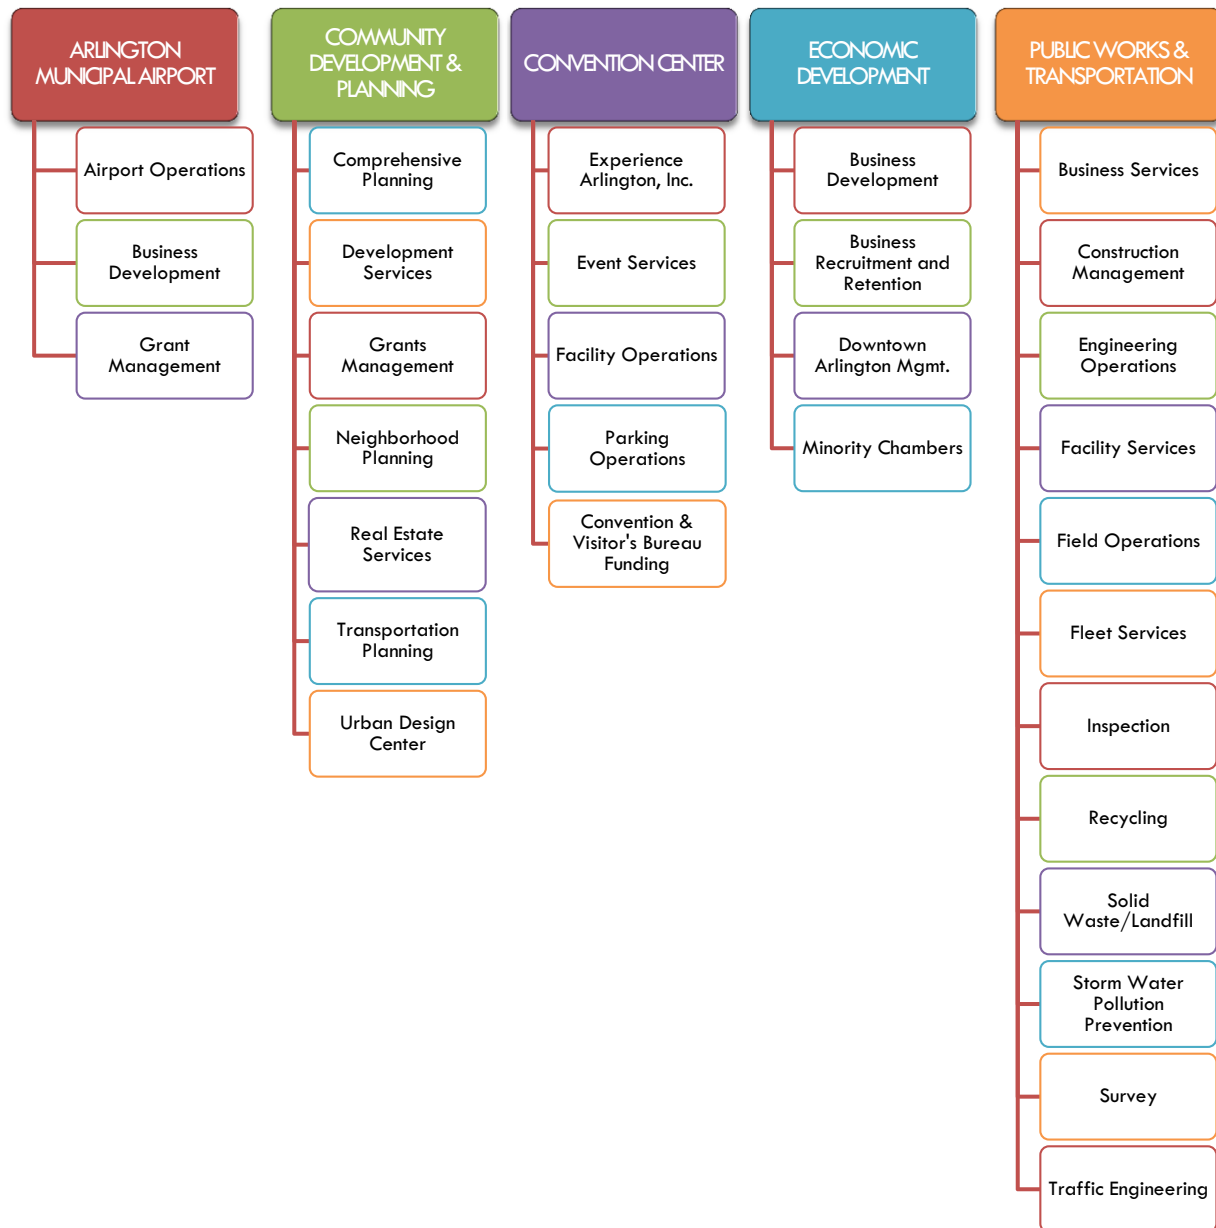 ARLINGTON
MUNICIPAL AIRPORT
Airport Operations
Business
Development
Grant
Management
COMMUNITY
DEVELOPMENT &
PLANNING
Comprehensive
Planning
Development
Services
Grants
Management
Neighborhood
Planning
Real Estate
Services
Transportation
Planning
Urban Design
Center
CONVENTION CENTER
Experience
Arlington, Inc.
Event Services
Facility Operations
Parking
Operations
Convention &
Visitor's Bureau
Funding
ECONOMIC
DEVELOPMENT
Business
Development
Business
Recruitment and
Retention
Downtown
Arlington Mgmt.
Minority Chambers
PUBLIC WORKS &
TRANSPORTATION
Business Services
Construction
Management
Engineering
Operations
Facility Services
Field Operations
Fleet Services
Inspection
Recycling
Solid
Waste/Landfill
Storm Water
Pollution
Prevention
Survey
Traffic Engineering